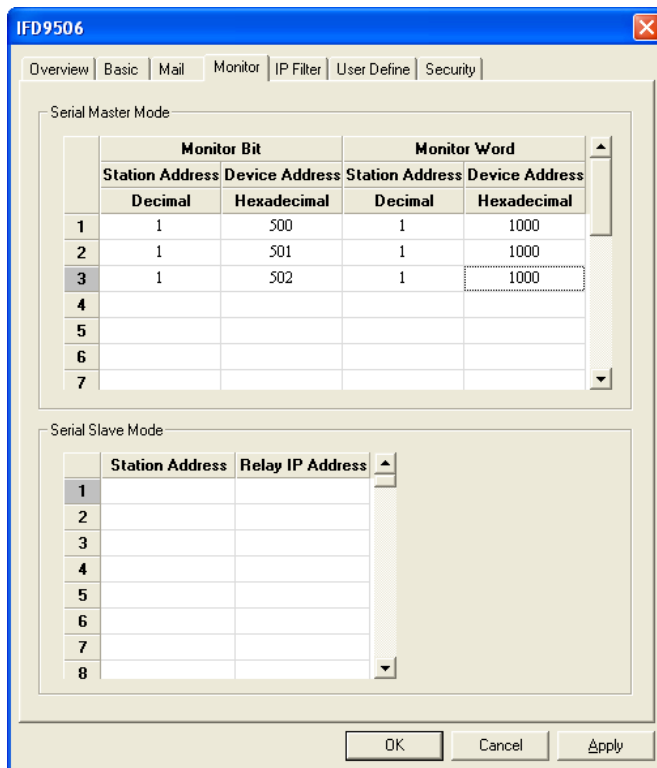 IFD9506
Overview Basic Mail Monitor IP Filter User Define Security
Serial Master Mode
Monitor Bit Monitor Word
Station Address Device Address Station Address Device Address
Decimal Hexadecimal Decimal Hexadecimal
1 1 500 1 1000
2 1 501 1 1000
3 1 502 1 1000
4
5
6
7
Serial Slave Mode
Station Address Relay IP Address
1
2
3
4
5
6
7
8
OK Cancel Apply